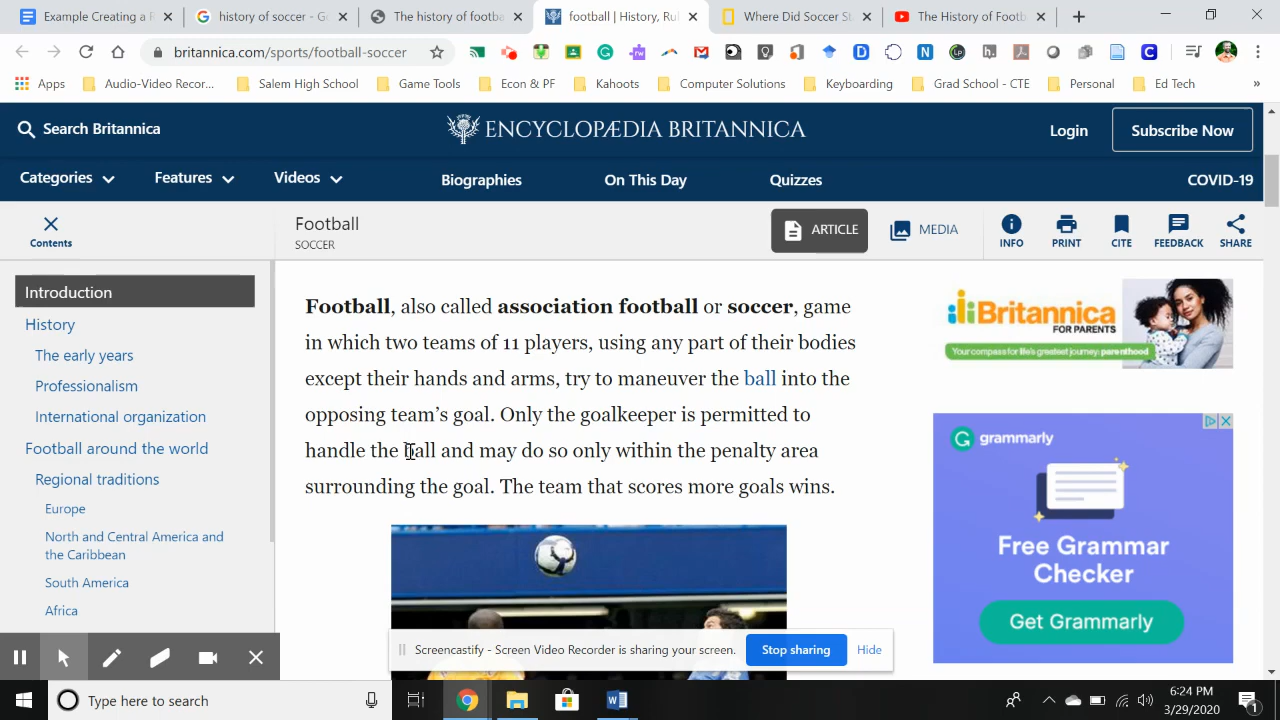 Example Creating a F
history of soccer - Go
The history of footba
football | History, Rul
Where Did Soccer St
The History of Footb
britannica.com/sports/football-soccer
Apps
Audio-Video Recor...
Salem High School
Game Tools
Econ & PF
Kahoots
Computer Solutions
Keyboarding
Grad School - CTE
Personal
Ed Tech
»
Search Britannica
ENCYCLOPÆDIA BRITANNICA
Login
Subscribe Now
Categories
Features
Videos
Biographies
On This Day
Quizzes
COVID-19
Contents
Football
SOCCER
ARTICLE
MEDIA
INFO
PRINT
CITE
FEEDBACK
SHARE
Introduction
History
The early years
Professionalism
International organization
Football around the world
Regional traditions
Europe
North and Central America and
the Caribbean
South America
Africa
Football, also called association football or soccer, game
in which two teams of 11 players, using any part of their bodies
except their hands and arms, try to maneuver the ball into the
opposing team's goal. Only the goalkeeper is permitted to
handle the ball and may do so only within the penalty area
surrounding the goal. The team that scores more goals wins.
Britannica
FOR PARENTS
Your compass for life's greatest journey: parenthood
grammarly
Free Grammar
Checker
Get Grammarly
Screencastify - Screen Video Recorder is sharing your screen.
Stop sharing
Hide
Type here to search
6:24 PM
3/29/2020